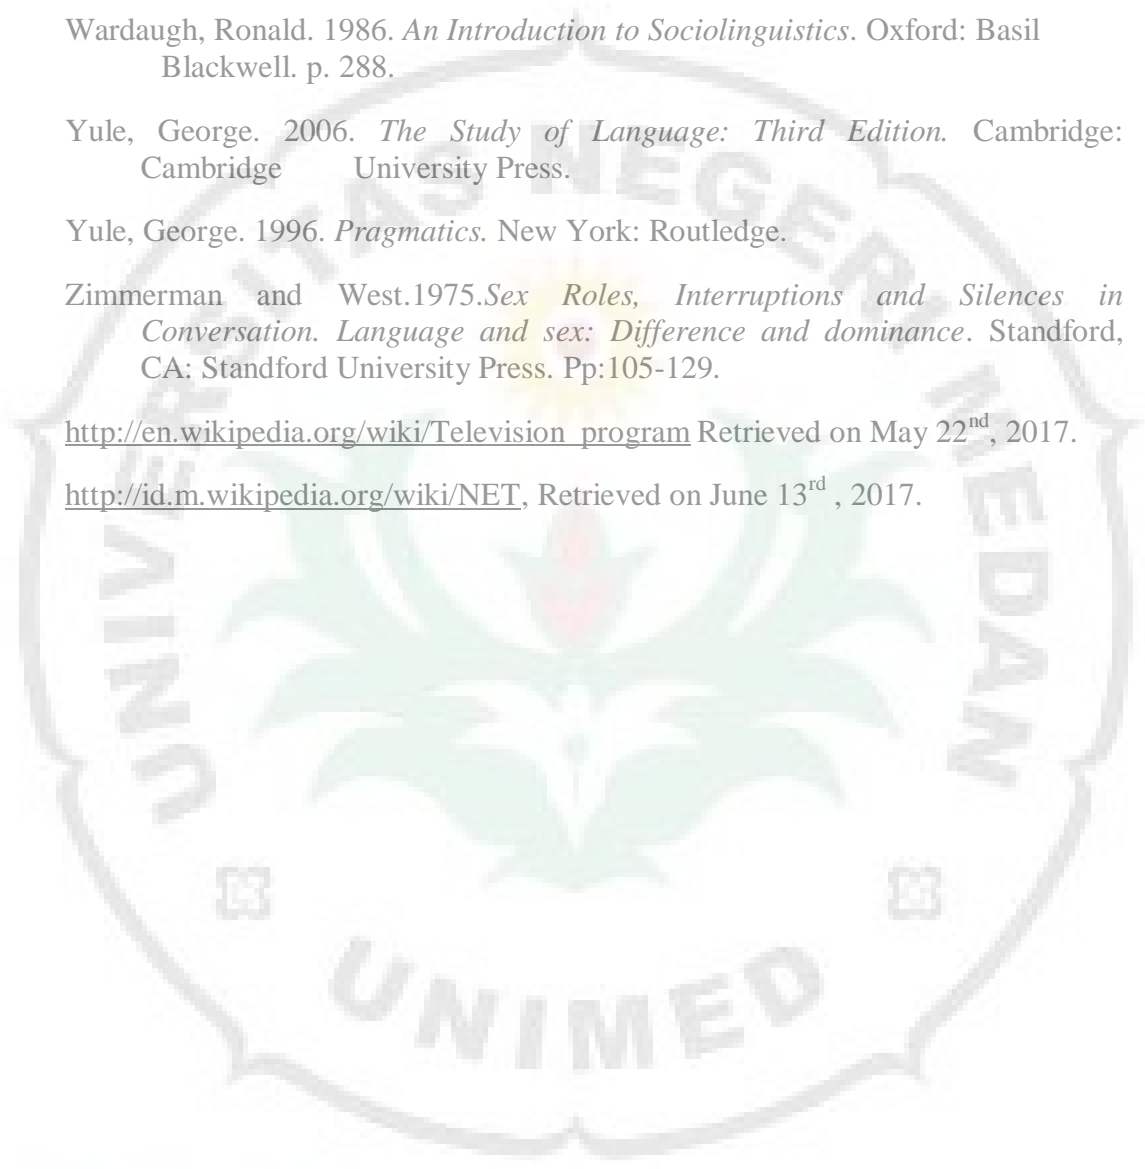 Wardaugh, Ronald. 1986. An Introduction to Sociolinguistics. Oxford: Basil
Blackwell. p. 288.
Yule, George. 2006. The Study of Language: Third Edition. Cambridge:
Cambridge University Press.
Yule, George. 1996. Pragmatics. New York: Routledge.
Zimmerman and West.1975.Sex Roles, Interruptions and Silences in
Conversation. Language and sex: Difference and dominance. Standford,
CA: Standford University Press. Pp:105-129.
http://en.wikipedia.org/wiki/Television_program Retrieved on May 22nd, 2017.
http://id.m.wikipedia.org/wiki/NET, Retrieved on June 13rd , 2017.
UNIVERSITAS NEGERI MEDAN
UNIMED